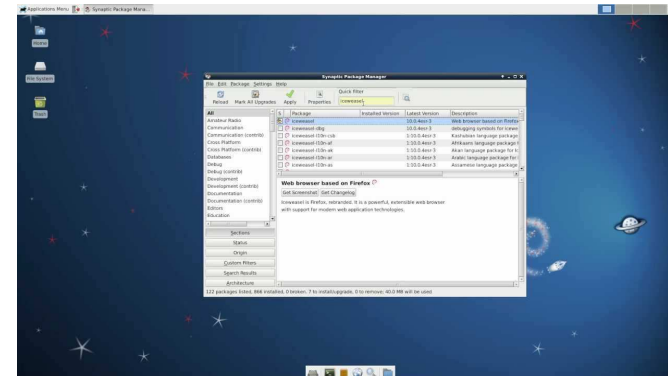 Applications Menu Synaptic Package Mana...
Home
File System
Trash
Synaptic Package Manager
File Edit Package Settings Help
Quick filter
Reload Mark All Upgrades Apply Properties iceweasel
S Package Installed Version Latest Version Description
All
Amateur Radio
Communication
Communication (contrib)
Cross Platform
Cross Platform (contrib)
Databases
Debug
Debug (contrib)
Development
Development (contrib)
Documentation
Documentation (contrib)
Editors
Education
iceweasel 10.0.4esr-3 Web browser based on Firefox
iceweasel-dbg 10.0.4esr-3 debugging symbols for icewe
iceweasel-l10n-csb 1:10.0.4esr-3 Kashubian language package
iceweasel-l10n-af 1:10.0.4esr-3 Afrikaans language package f
iceweasel-l10n-ak 1:10.0.4esr-3 Akan language package for Ic
iceweasel-l10n-ar 1:10.0.4esr-3 Arabic language package for I
iceweasel-l10n-as 1:10.0.4esr-3 Assamese language package
Web browser based on Firefox
Get Screenshot Get Changelog
Iceweasel is Firefox, rebranded. It is a powerful, extensible web browser
with support for modern web application technologies.
Sections
Status
Origin
Custom Filters
Search Results
Architecture
122 packages listed, 866 installed, 0 broken. 7 to install/upgrade, 0 to remove; 40.0 MB will be used